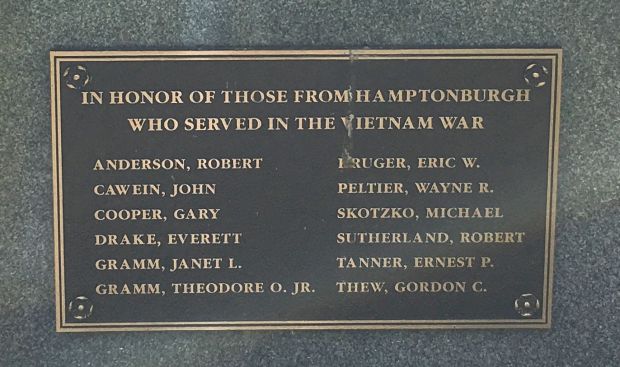 IN HONOR OF THOSE FROM HAMPTONBURGH
WHO SERVED IN THE VIETNAM WAR
ANDERSON, ROBERT
CAWEIN, JOHN
COOPER, GARY
DRAKE, EVERETT
GRAMM, JANET L.
GRAMM, THEODORE O. JR.
KRUGER, ERIC W.
PELTIER, WAYNE R.
SKOTZKO, MICHAEL
SUTHERLAND, ROBERT
TANNER, ERNEST P.
THEW, GORDON C.